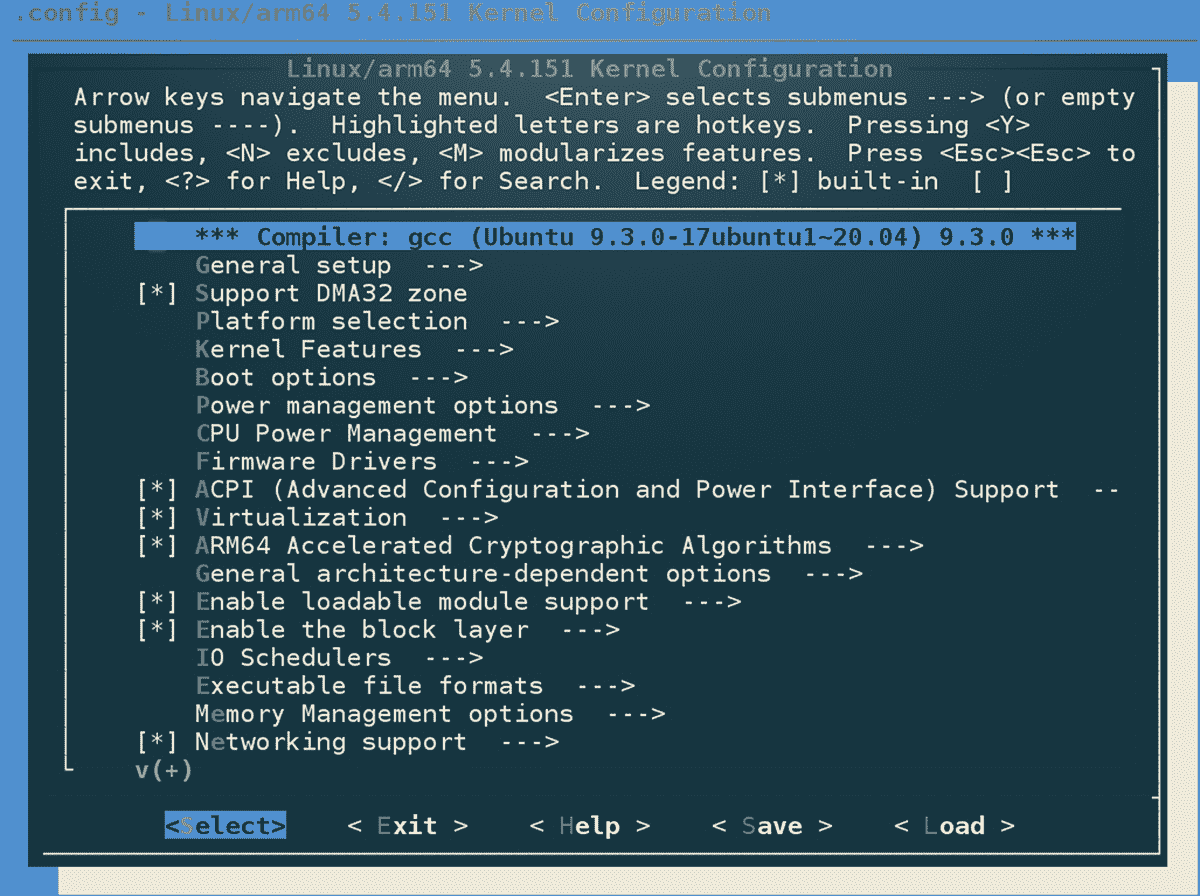 .config - Linux/arm64 5.4.151 Kernel Configuration
Linux/arm64 5.4.151 Kernel Configuration
Arrow keys navigate the menu.  <Enter> selects submenus ---> (or empty
submenus ----).  Highlighted letters are hotkeys.  Pressing <Y>
includes, <N> excludes, <M> modularizes features.  Press <Esc><Esc> to
exit, <?> for Help, </> for Search.  Legend: [*] built-in  [ ]
*** Compiler: gcc (Ubuntu 9.3.0-17ubuntu1~20.04) 9.3.0 ***
General setup  --->
[*] Support DMA32 zone
Platform selection  --->
Kernel Features  --->
Boot options  --->
Power management options  --->
CPU Power Management  --->
Firmware Drivers  --->
[*] ACPI (Advanced Configuration and Power Interface) Support  --
[*] Virtualization  --->
[*] ARM64 Accelerated Cryptographic Algorithms  --->
General architecture-dependent options  --->
[*] Enable loadable module support  --->
[*] Enable the block layer  --->
IO Schedulers  --->
Executable file formats  --->
Memory Management options  --->
[*] Networking support  --->
v(+)
<Select>    < Exit >    < Help >    < Save >    < Load >